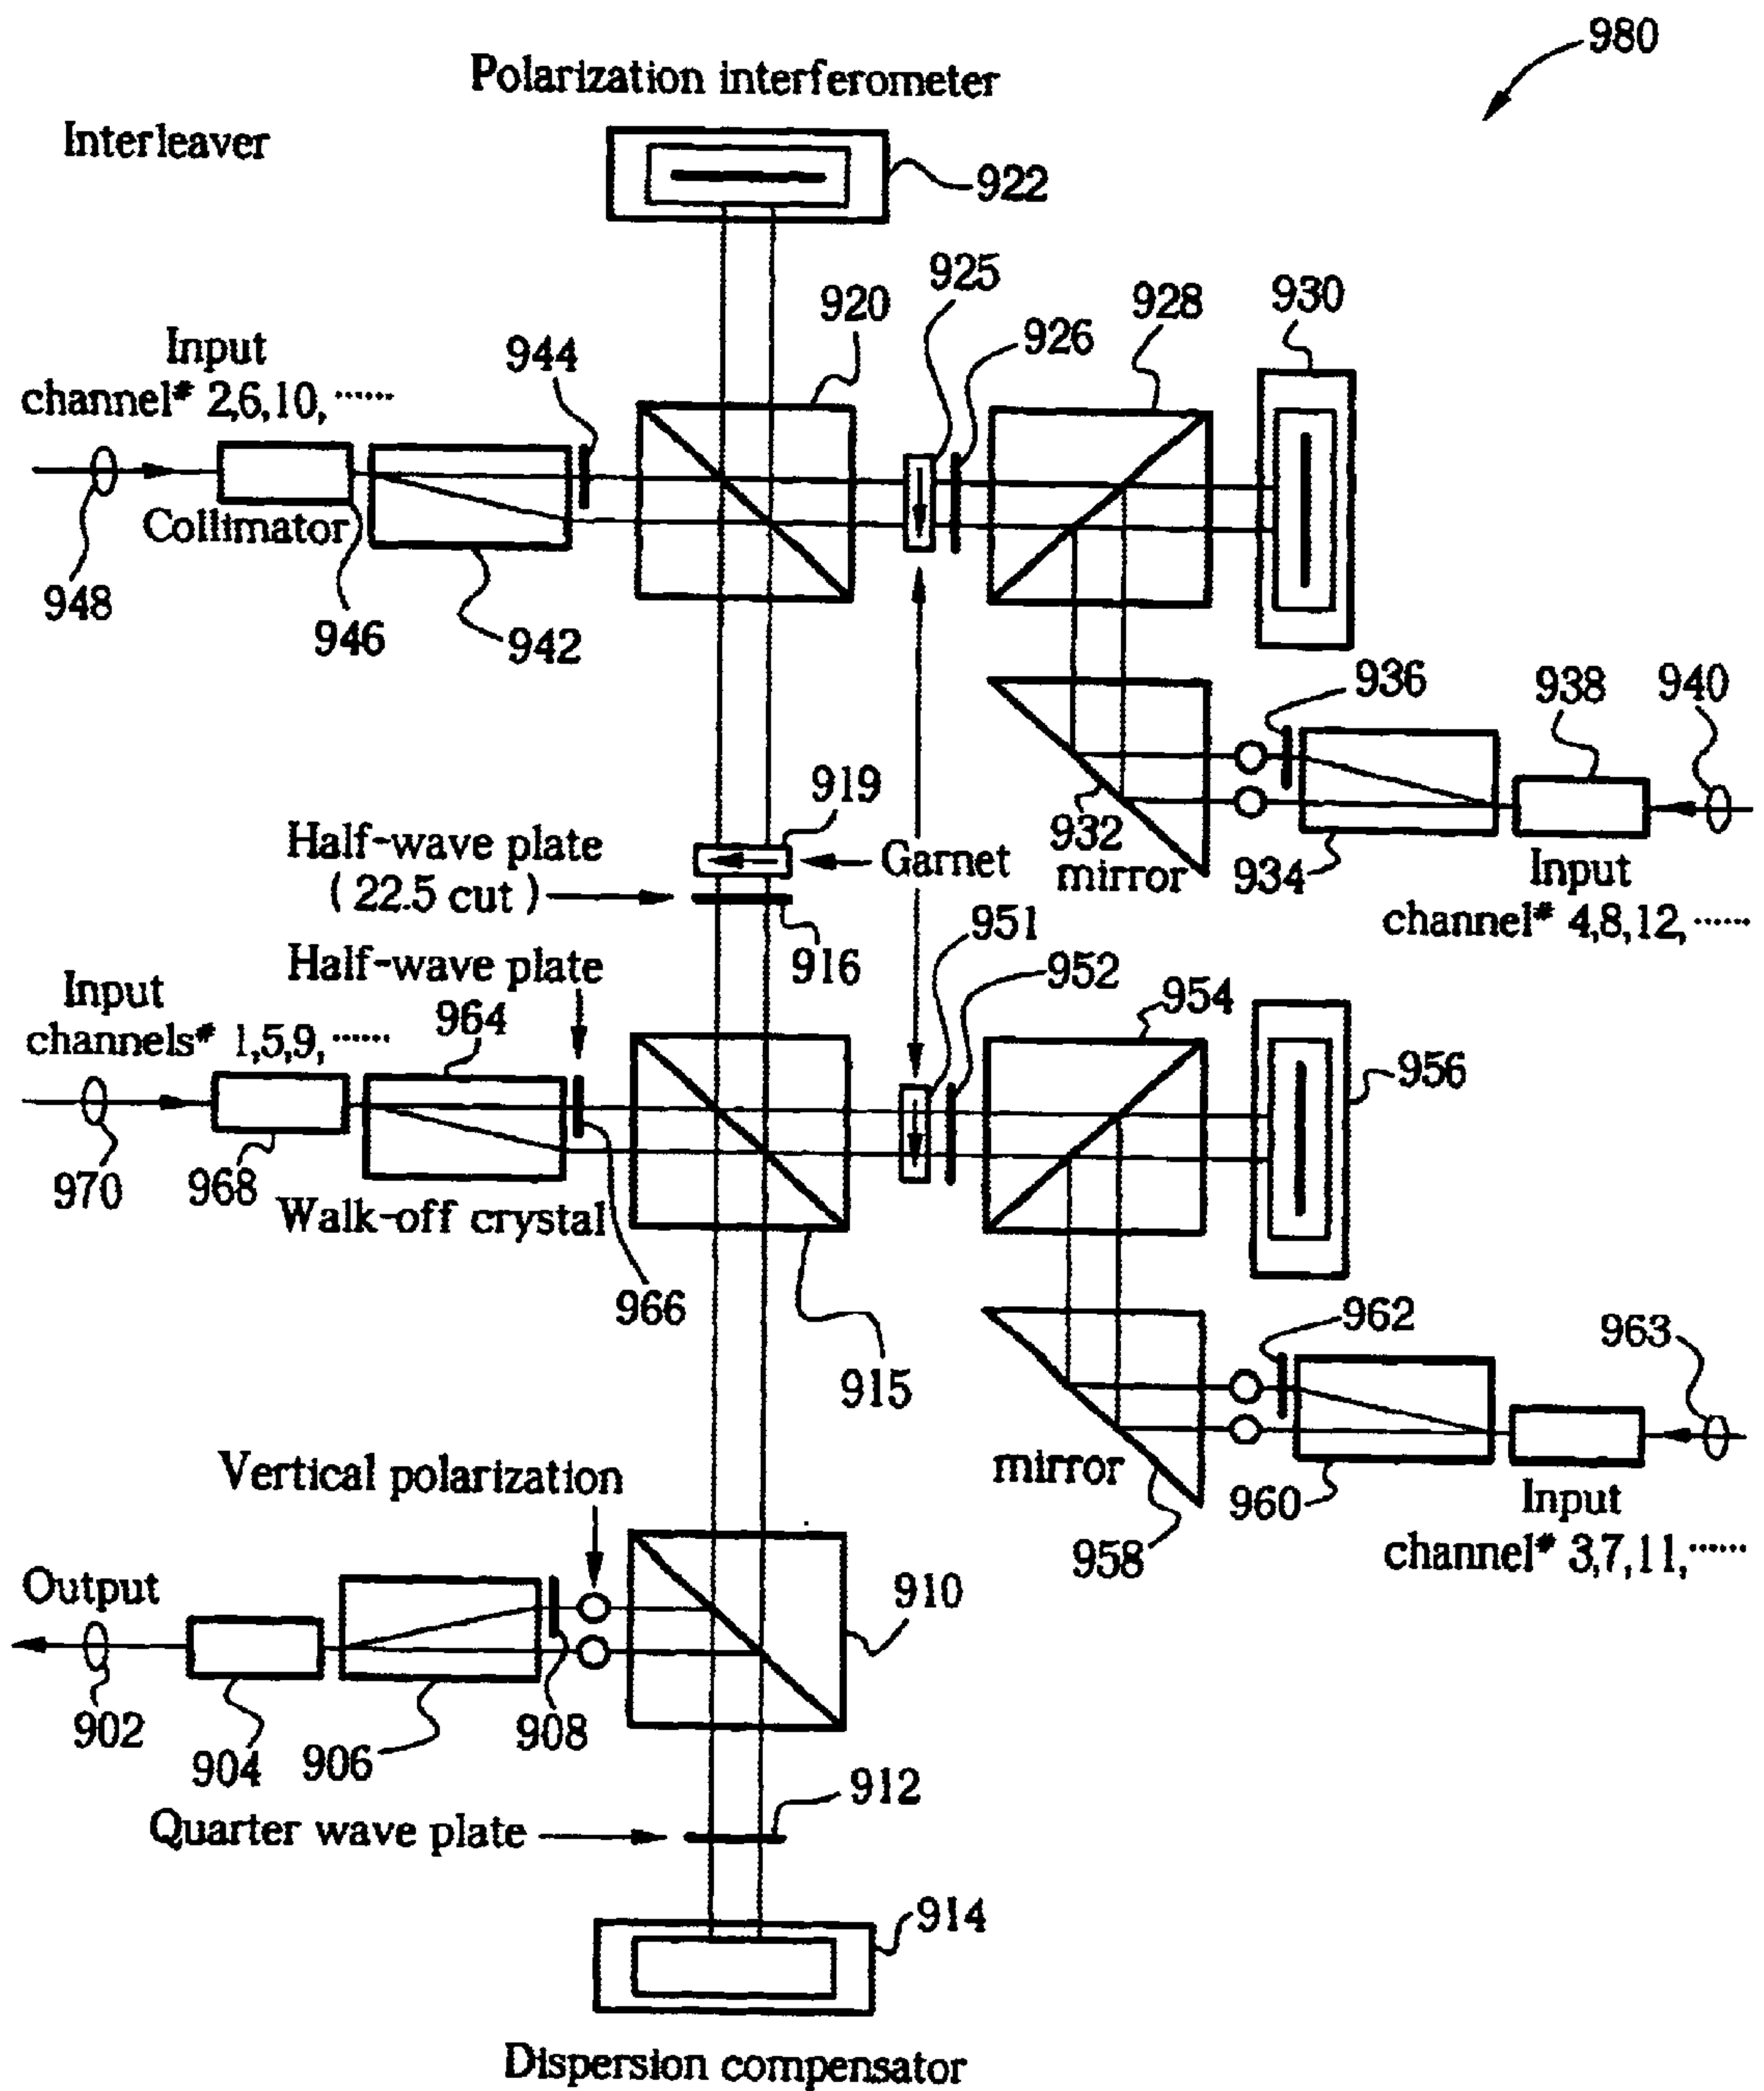 980
Polarization interferometer
Interleaver
922
925
920
928
930
926
944
Input
channel# 2,6,10, ······
Collimator
948
946
942
936
938
940
919
932
mirror
934
Input
channel# 4,8,12, ······
Half-wave plate
( 22.5 cut )
Garnet
916
951
952
954
Half-wave plate
Input
channels# 1,5,9, ······
964
956
970
968
Walk-off crystal
966
915
962
963
mirror
958
960
Input
channel# 3,7,11, ······
Vertical polarization
Output
910
902
904
906
908
912
Quarter wave plate
914
Dispersion compensator